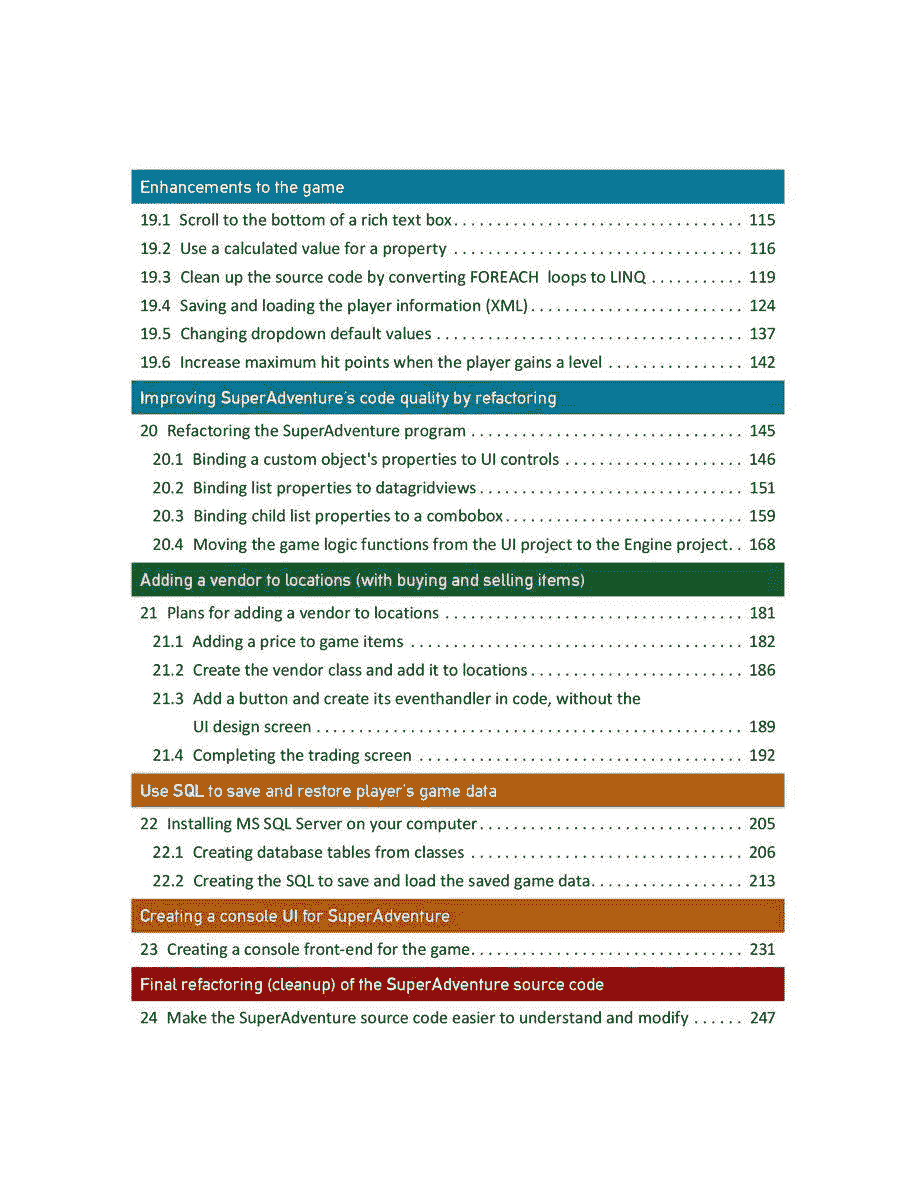 Enhancements to the game
19.1 Scroll to the bottom of a rich text box. . . . . . . . . . . . . . . . . . . . . . . . . . . . . . . . . . 115
19.2 Use a calculated value for a property . . . . . . . . . . . . . . . . . . . . . . . . . . . . . . . . . . 116
19.3 Clean up the source code by converting FOREACH loops to LINQ . . . . . . . . . . . 119
19.4 Saving and loading the player information (XML) . . . . . . . . . . . . . . . . . . . . . . . . . 124
19.5 Changing dropdown default values . . . . . . . . . . . . . . . . . . . . . . . . . . . . . . . . . . . . 137
19.6 Increase maximum hit points when the player gains a level . . . . . . . . . . . . . . . . 142
Improving SuperAdventure's code quality by refactoring
20 Refactoring the SuperAdventure program . . . . . . . . . . . . . . . . . . . . . . . . . . . . . . . . 145
20.1 Binding a custom object's properties to UI controls . . . . . . . . . . . . . . . . . . . . . 146
20.2 Binding list properties to datagridviews . . . . . . . . . . . . . . . . . . . . . . . . . . . . . . . 151
20.3 Binding child list properties to a combobox . . . . . . . . . . . . . . . . . . . . . . . . . . . . 159
20.4 Moving the game logic functions from the UI project to the Engine project. . 168
Adding a vendor to locations (with buying and selling items)
21 Plans for adding a vendor to locations . . . . . . . . . . . . . . . . . . . . . . . . . . . . . . . . . . . 181
21.1 Adding a price to game items . . . . . . . . . . . . . . . . . . . . . . . . . . . . . . . . . . . . . . . 182
21.2 Create the vendor class and add it to locations . . . . . . . . . . . . . . . . . . . . . . . . . 186
21.3 Add a button and create its eventhandler in code, without the
UI design screen . . . . . . . . . . . . . . . . . . . . . . . . . . . . . . . . . . . . . . . . . . . . . . . . . . 189
21.4 Completing the trading screen . . . . . . . . . . . . . . . . . . . . . . . . . . . . . . . . . . . . . . 192
Use SQL to save and restore player's game data
22 Installing MS SQL Server on your computer. . . . . . . . . . . . . . . . . . . . . . . . . . . . . . . 205
22.1 Creating database tables from classes . . . . . . . . . . . . . . . . . . . . . . . . . . . . . . . . 206
22.2 Creating the SQL to save and load the saved game data. . . . . . . . . . . . . . . . . . 213
Creating a console UI for SuperAdventure
23 Creating a console front-end for the game. . . . . . . . . . . . . . . . . . . . . . . . . . . . . . . . 231
Final refactoring (cleanup) of the SuperAdventure source code
24 Make the SuperAdventure source code easier to understand and modify . . . . . . 247